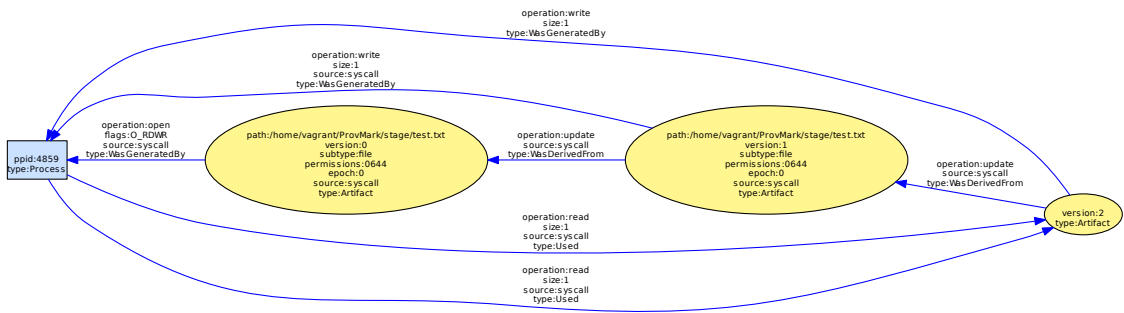 operation:write
size:1
type:WasGeneratedBy
operation:write
size:1
source:syscall
type:WasGeneratedBy
operation:open
flags:O_RDWR
source:syscall
type:WasGeneratedBy
ppid:4859
type:Process
path:/home/vagrant/ProvMark/stage/test.txt
version:0
subtype:file
permissions:0644
epoch:0
source:syscall
type:Artifact
operation:update
source:syscall
type:WasDerivedFrom
path:/home/vagrant/ProvMark/stage/test.txt
version:1
subtype:file
permissions:0644
epoch:0
source:syscall
type:Artifact
operation:update
source:syscall
type:WasDerivedFrom
version:2
type:Artifact
operation:read
size:1
source:syscall
type:Used
operation:read
size:1
source:syscall
type:Used